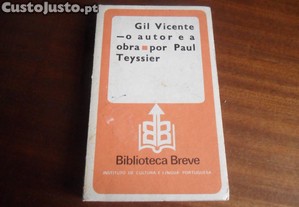 CustoJusto.pt
Gil Vicente
—o autor e a
obra ■ por Paul
Teyssier
Biblioteca Breve
INSTITUTO DE CULTURA E LÍNGUA PORTUGUESA